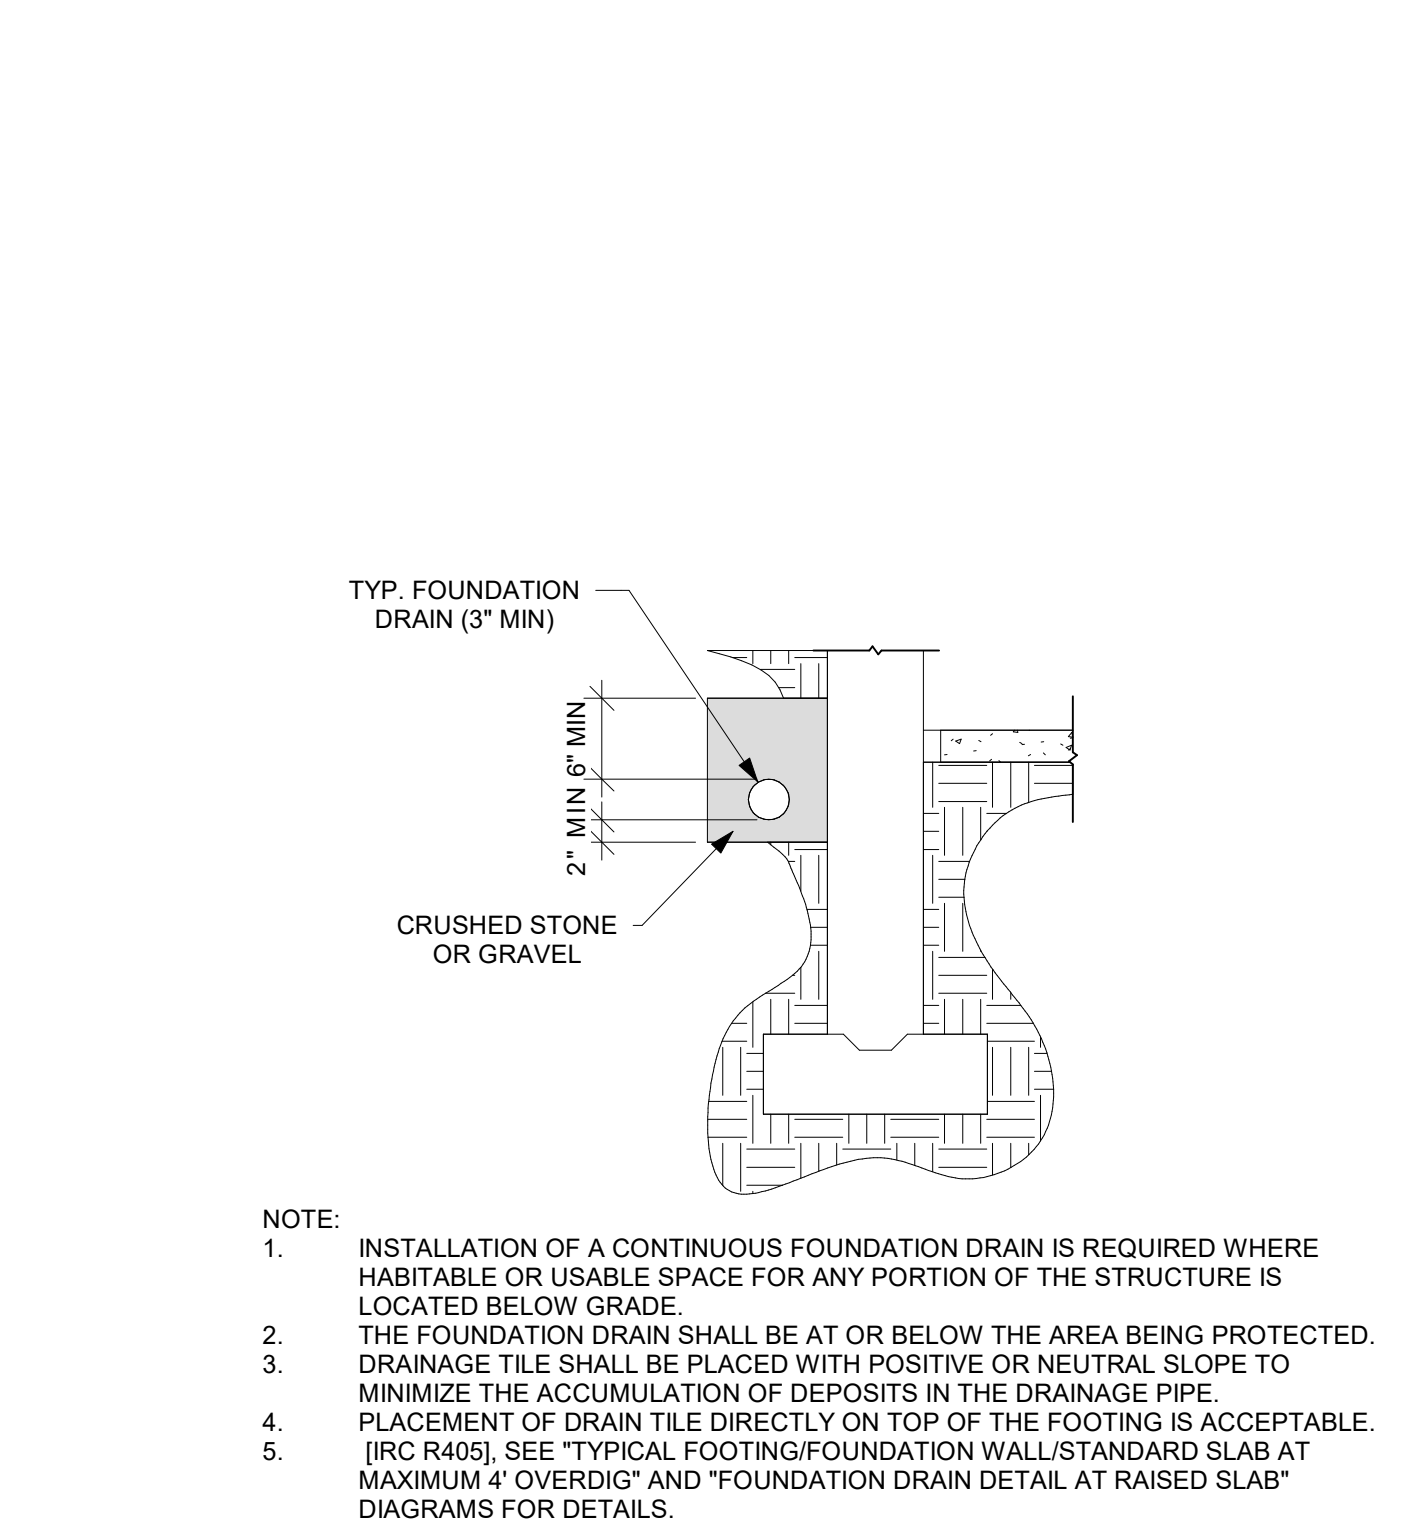 TYP. FOUNDATION
DRAIN (3" MIN)
6" MIN
2" MIN
CRUSHED STONE
OR GRAVEL
NOTE:
1. INSTALLATION OF A CONTINUOUS FOUNDATION DRAIN IS REQUIRED WHERE
HABITABLE OR USABLE SPACE FOR ANY PORTION OF THE STRUCTURE IS
LOCATED BELOW GRADE.
2. THE FOUNDATION DRAIN SHALL BE AT OR BELOW THE AREA BEING PROTECTED.
3. DRAINAGE TILE SHALL BE PLACED WITH POSITIVE OR NEUTRAL SLOPE TO
MINIMIZE THE ACCUMULATION OF DEPOSITS IN THE DRAINAGE PIPE.
4. PLACEMENT OF DRAIN TILE DIRECTLY ON TOP OF THE FOOTING IS ACCEPTABLE.
5. [IRC R405], SEE "TYPICAL FOOTING/FOUNDATION WALL/STANDARD SLAB AT
MAXIMUM 4' OVERDIG" AND "FOUNDATION DRAIN DETAIL AT RAISED SLAB"
DIAGRAMS FOR DETAILS.